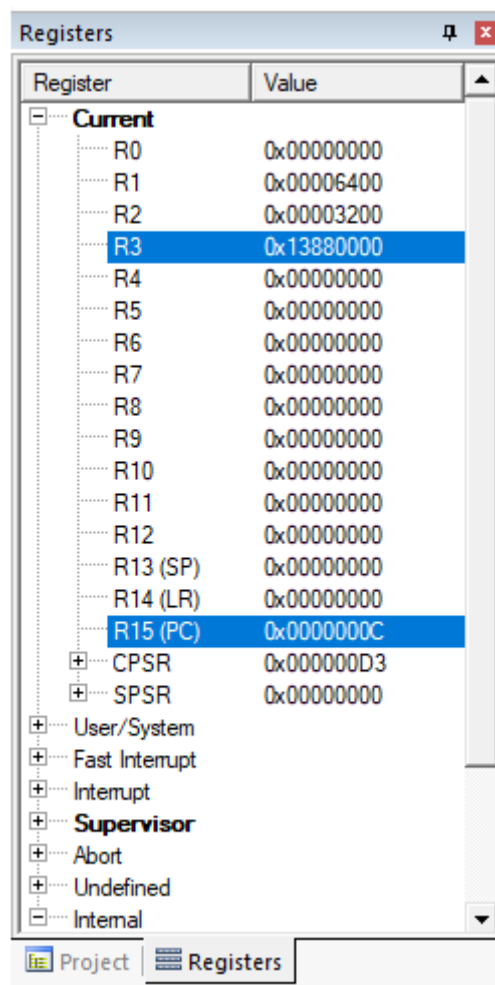 Registers
Register Value
Current
R0 0x00000000
R1 0x00006400
R2 0x00003200
R3 0x13880000
R4 0x00000000
R5 0x00000000
R6 0x00000000
R7 0x00000000
R8 0x00000000
R9 0x00000000
R10 0x00000000
R11 0x00000000
R12 0x00000000
R13 (SP) 0x00000000
R14 (LR) 0x00000000
R15 (PC) 0x0000000C
CPSR 0x000000D3
SPSR 0x00000000
User/System
Fast Interrupt
Interrupt
Supervisor
Abort
Undefined
Internal
Project Registers